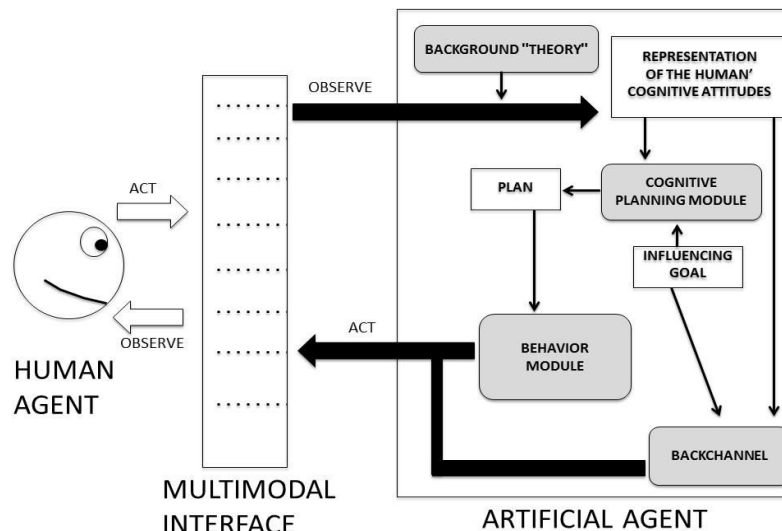 BACKGROUND "THEORY"
REPRESENTATION
OF THE HUMAN'
COGNITIVE ATTITUDES
OBSERVE
ACT
PLAN
COGNITIVE
PLANNING MODULE
INFLUENCING
GOAL
ACT
OBSERVE
BEHAVIOR
MODULE
HUMAN
AGENT
BACKCHANNEL
MULTIMODAL
INTERFACE
ARTIFICIAL AGENT